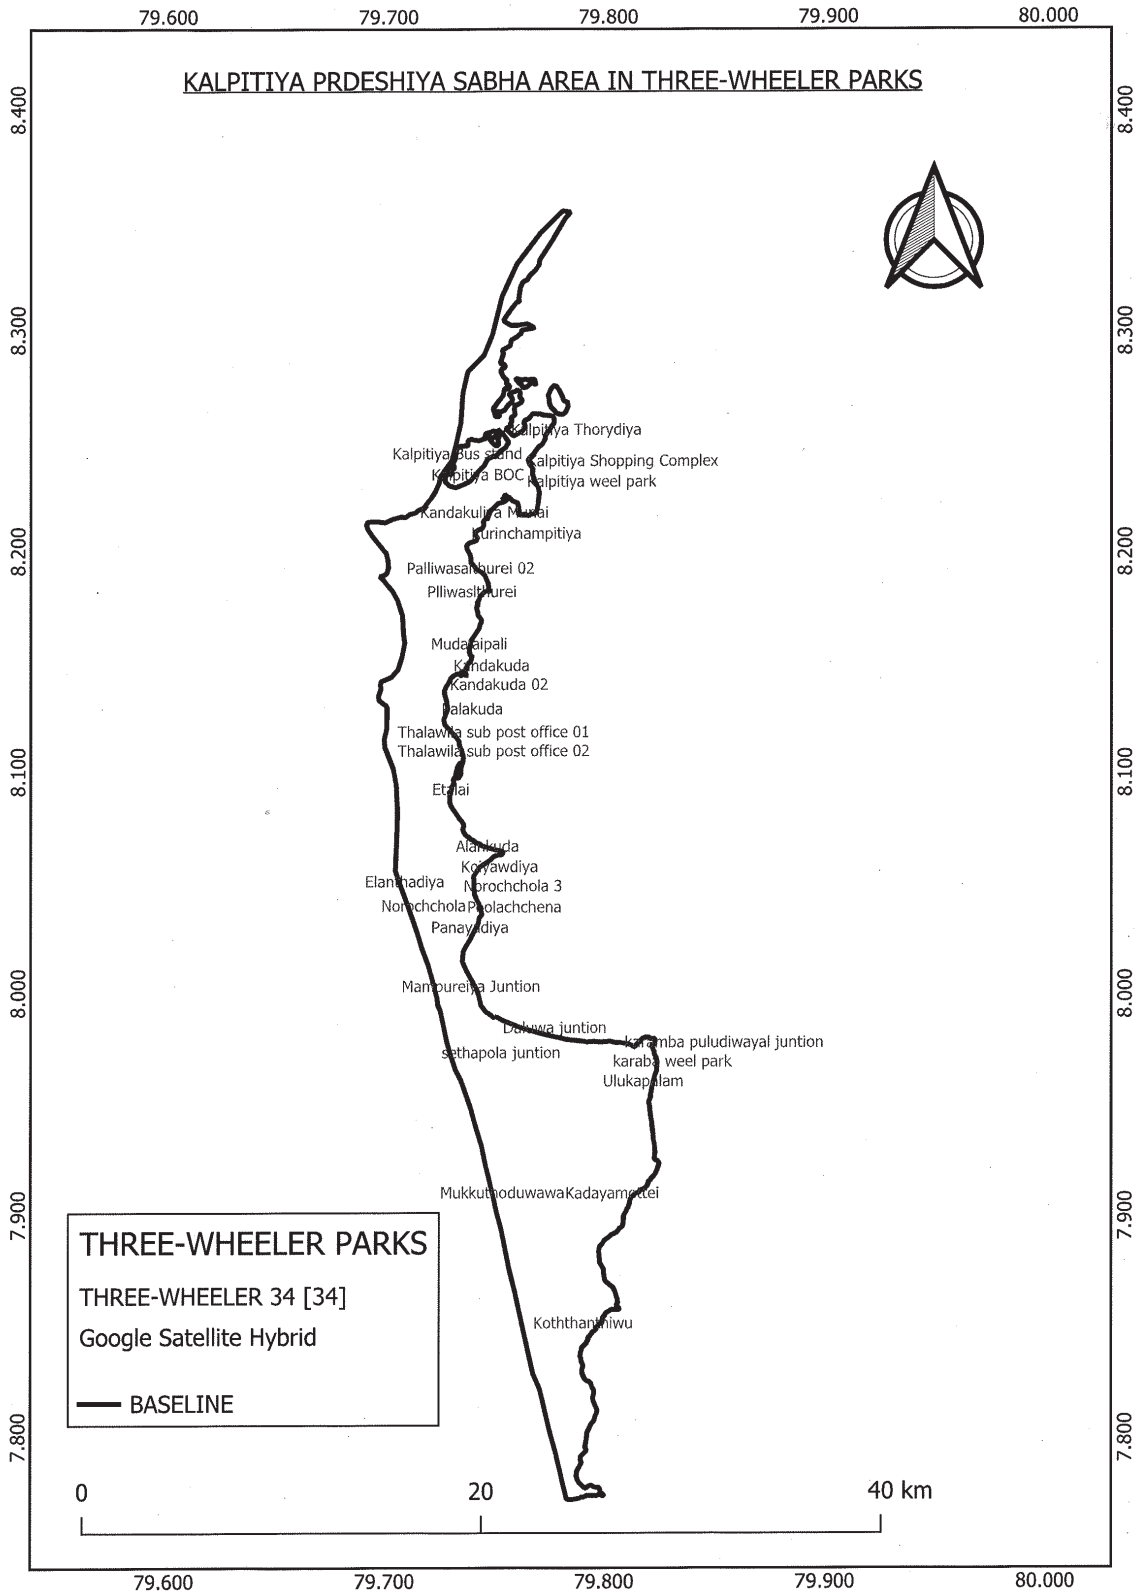 79.600 79.700 79.800 79.900 80.000
KALPITIYA PRDESHIYA SABHA AREA IN THREE-WHEELER PARKS
8.400 8.400
8.300 8.300
Kalpitiya Thorydiya
Kalpitiya Bus stand
Kalpitiya Shopping Complex
Kalpitiya BOC
Kalpitiya weel park
Kandakuliya Munai
Kurinchampitiya
8.200 8.200
Palliwasalthurei 02
Plliwaslthurei
Mudalaipali
Kandakuda
Kandakuda 02
Palakuda
Thalawila sub post office 01
Thalawila sub post office 02
8.100 8.100
Etalai
Alankuda
Koiyawdiya
Elanthadiya
Norochchola 3
Norochchola
Poolachchena
Panayadiya
Mampureiya Juntion
8.000 8.000
Daluwa juntion
karamba puludiwayal juntion
sethapola juntion
karaba weel park
Ulukapalam
Mukkuthoduwawa
Kadayamottei
7.900 7.900
THREE-WHEELER PARKS
THREE-WHEELER 34 [34]
Google Satellite Hybrid
BASELINE
Koththanthiwu
7.800 7.800
0 20 40 km
79.600 79.700 79.800 79.900 80.000